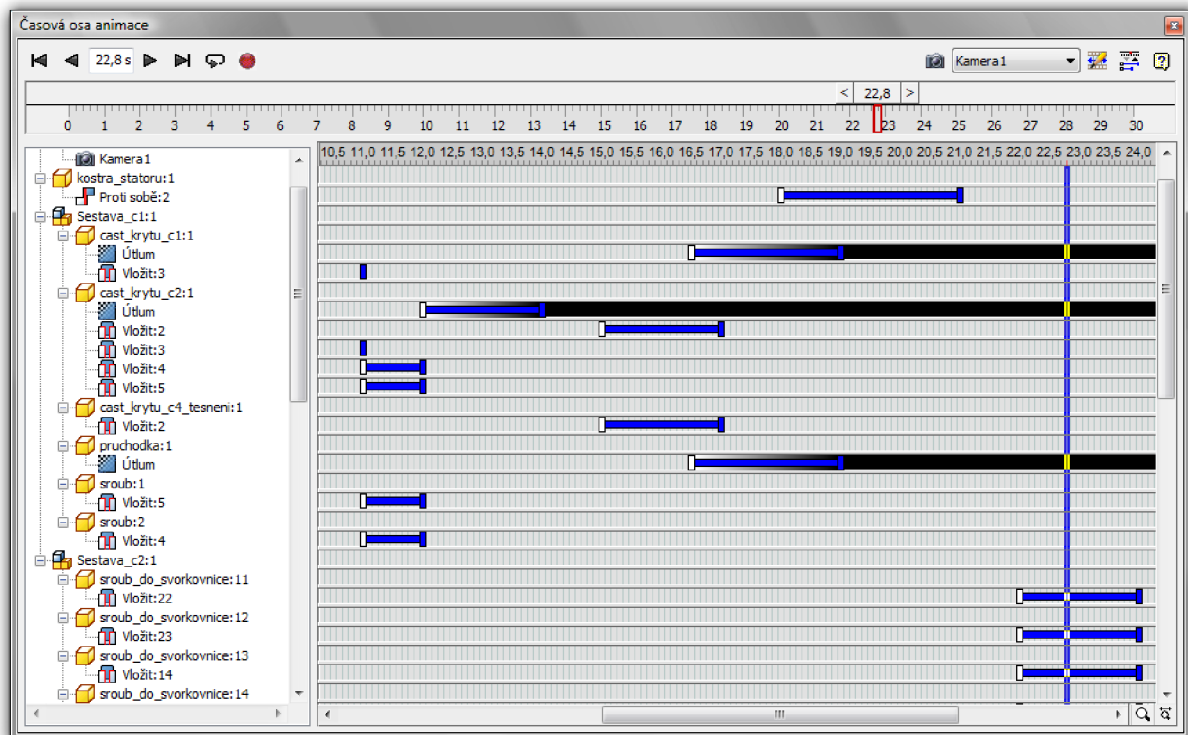 Časová osa animace
22,8 s
Kamera1
< 22,8 >
0 1 2 3 4 5 6 7 8 9 10 11 12 13 14 15 16 17 18 19 20 21 22 23 24 25 26 27 28 29 30
10,5 11,0 11,5 12,0 12,5 13,0 13,5 14,0 14,5 15,0 15,5 16,0 16,5 17,0 17,5 18,0 18,5 19,0 19,5 20,0 20,5 21,0 21,5 22,0 22,5 23,0 23,5 24,0
Kamera1
kostra_statoru:1
Proti sobě:2
Sestava_c1:1
cast_krytu_c1:1
Útlum
Vložit:3
cast_krytu_c2:1
Útlum
Vložit:2
Vložit:3
Vložit:4
Vložit:5
cast_krytu_c4_tesneni:1
Vložit:2
pruchodka:1
Útlum
sroub:1
Vložit:5
sroub:2
Vložit:4
Sestava_c2:1
sroub_do_svorkovnice:11
Vložit:22
sroub_do_svorkovnice:12
Vložit:23
sroub_do_svorkovnice:13
Vložit:14
sroub_do_svorkovnice:14